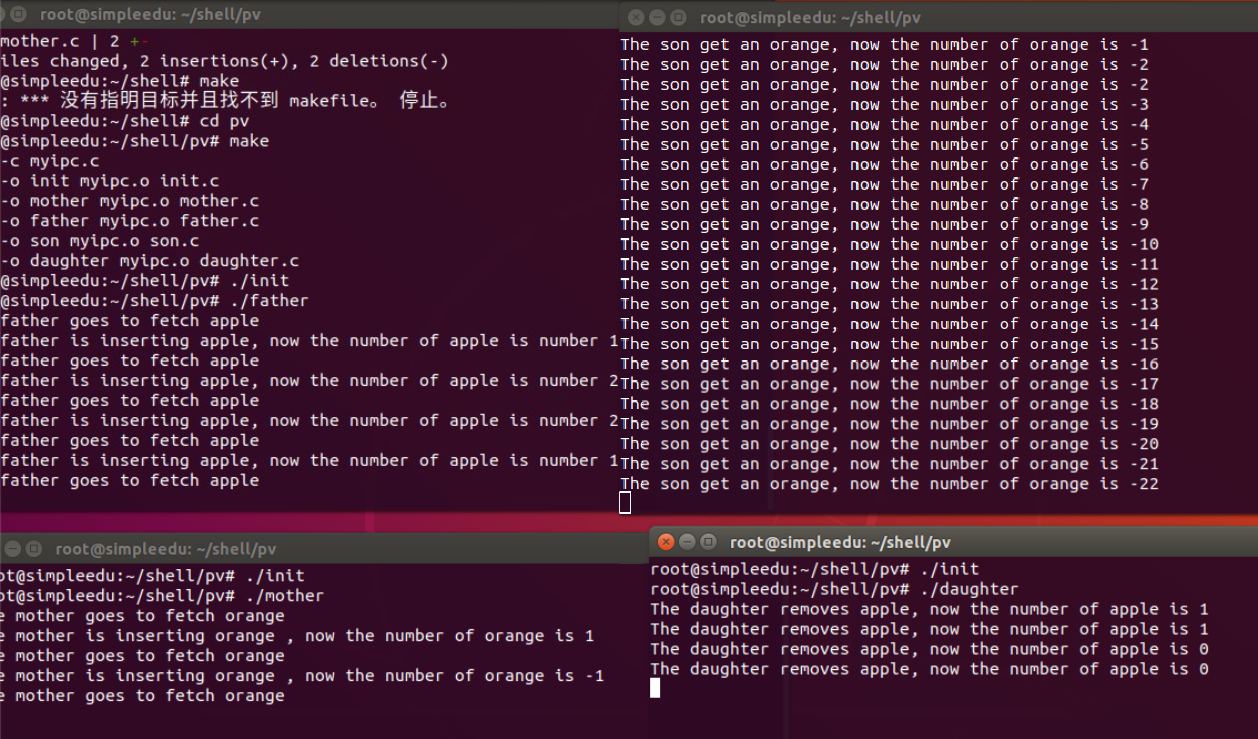 root@simpleedu: ~/shell/pv
mother.c | 2 +-
iles changed, 2 insertions(+), 2 deletions(-)
@simpleedu:~/shell# make
: *** 没有指明目标并且找不到 makefile。 停止。
@simpleedu:~/shell# cd pv
@simpleedu:~/shell/pv# make
-c myipc.c
-o init myipc.o init.c
-o mother myipc.o mother.c
-o father myipc.o father.c
-o son myipc.o son.c
-o daughter myipc.o daughter.c
@simpleedu:~/shell/pv# ./init
@simpleedu:~/shell/pv# ./father
father goes to fetch apple
father is inserting apple, now the number of apple is number 1
father goes to fetch apple
father is inserting apple, now the number of apple is number 2
father goes to fetch apple
father is inserting apple, now the number of apple is number 2
father goes to fetch apple
father is inserting apple, now the number of apple is number 1
father goes to fetch apple
root@simpleedu: ~/shell/pv
The son get an orange, now the number of orange is -1
The son get an orange, now the number of orange is -2
The son get an orange, now the number of orange is -2
The son get an orange, now the number of orange is -3
The son get an orange, now the number of orange is -4
The son get an orange, now the number of orange is -5
The son get an orange, now the number of orange is -6
The son get an orange, now the number of orange is -7
The son get an orange, now the number of orange is -8
The son get an orange, now the number of orange is -9
The son get an orange, now the number of orange is -10
The son get an orange, now the number of orange is -11
The son get an orange, now the number of orange is -12
The son get an orange, now the number of orange is -13
The son get an orange, now the number of orange is -14
The son get an orange, now the number of orange is -15
The son get an orange, now the number of orange is -16
The son get an orange, now the number of orange is -17
The son get an orange, now the number of orange is -18
The son get an orange, now the number of orange is -19
The son get an orange, now the number of orange is -20
The son get an orange, now the number of orange is -21
The son get an orange, now the number of orange is -22
root@simpleedu: ~/shell/pv
ot@simpleedu:~/shell/pv# ./init
ot@simpleedu:~/shell/pv# ./mother
e mother goes to fetch orange
e mother is inserting orange , now the number of orange is 1
e mother goes to fetch orange
e mother is inserting orange , now the number of orange is -1
e mother goes to fetch orange
root@simpleedu: ~/shell/pv
root@simpleedu:~/shell/pv# ./init
root@simpleedu:~/shell/pv# ./daughter
The daughter removes apple, now the number of apple is 1
The daughter removes apple, now the number of apple is 1
The daughter removes apple, now the number of apple is 0
The daughter removes apple, now the number of apple is 0